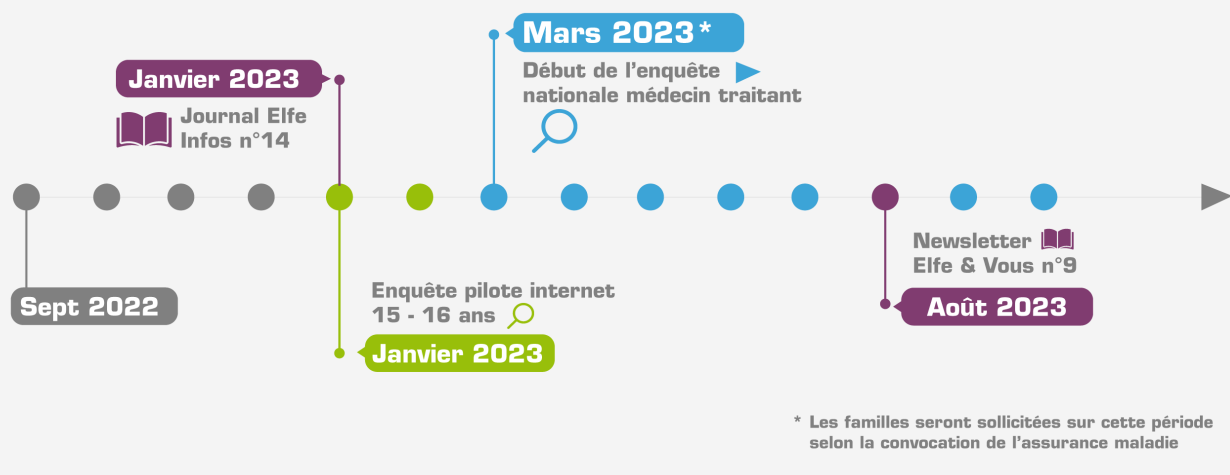 Mars 2023*
Début de l'enquête
nationale médecin traitant
Janvier 2023
Journal Elfe
Infos n°14
Sept 2022
Enquête pilote internet
15 - 16 ans
Janvier 2023
Newsletter
Elfe & Vous n°9
Août 2023
* Les familles seront sollicitées sur cette période
selon la convocation de l'assurance maladie